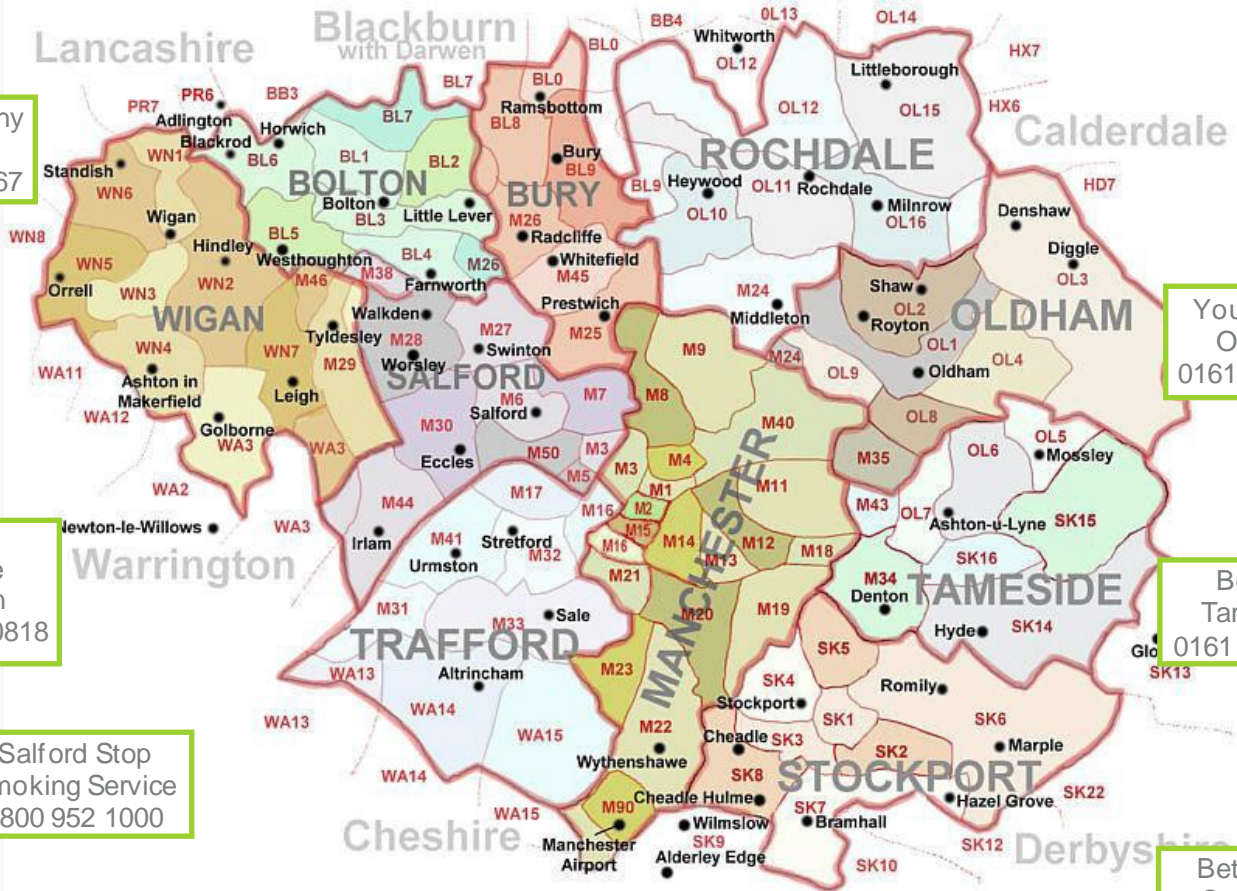 Blackburn
with Darwen
Lancashire
BB4
0L13
OL14
Whitworth
OL12
BL0
HX7
Littleborough
BL7
BL0
Ramsbottom
PR6
BB3
PR7
Adlington
Horwich
BL7
BL8
OL12
OL15
HX6
Calderdale
Blackrod
BL6
WN1
Standish
WN6
BL1
BL2
Bury
BL9
ROCHDALE
BOLTON
BURY
BL9
Heywood
OL11
Rochdale
HD7
Bolton
BL3
Little Lever
OL10
Milnrow
OL16
Denshaw
Wigan
WN8
Hindley
BL5
Westhoughton
M26
Radcliffe
Diggle
OL3
WN5
BL4
M26
Whitefield
M38
Farnworth
M45
Orrell
WN3
WN2
M46
M24
Shaw
OL2
WIGAN
Walkden
M27
Prestwich
Middleton
Royton
OLDHAM
Tyldesley
M25
OL1
WN4
WN7
M29
M28
Worsley
Swinton
M9
M24
OL9
OL4
WA11
Ashton in
Makerfield
Leigh
SALFORD
M6
Salford
M7
M8
Oldham
WA12
Golborne
WA3
WA3
M30
Eccles
M50
M3
M5
M3
M4
M40
OL8
OL5
Mossley
M35
OL6
WA2
M44
M17
M1
M11
M16
M2
M43
OL7
Ashton-u-Lyne
SK15
WA3
Irlam
M41
Urmston
Stretford
M32
M15
M16
M14
M12
M13
M18
SK16
Warrington
M21
M34
Denton
TAMESIDE
M31
M33
Sale
M20
M19
Hyde
SK14
TRAFFORD
MANCHESTER
SK5
SK13
WA13
Altrincham
M23
SK4
Romily
WA13
WA14
Stockport
SK1
SK6
WA15
M22
Cheadle
SK3
SK2
Marple
Wythenshawe
SK8
STOCKPORT
WA14
M90
Cheadle Hulme
SK7
Hazel Grove
SK22
WA15
Bramhall
Cheshire
Manchester
Airport
Wilmslow
SK9
Alderley Edge
SK12
SK10
Salford Stop
800 952 1000
0818
67
You
0161
0161
Bet